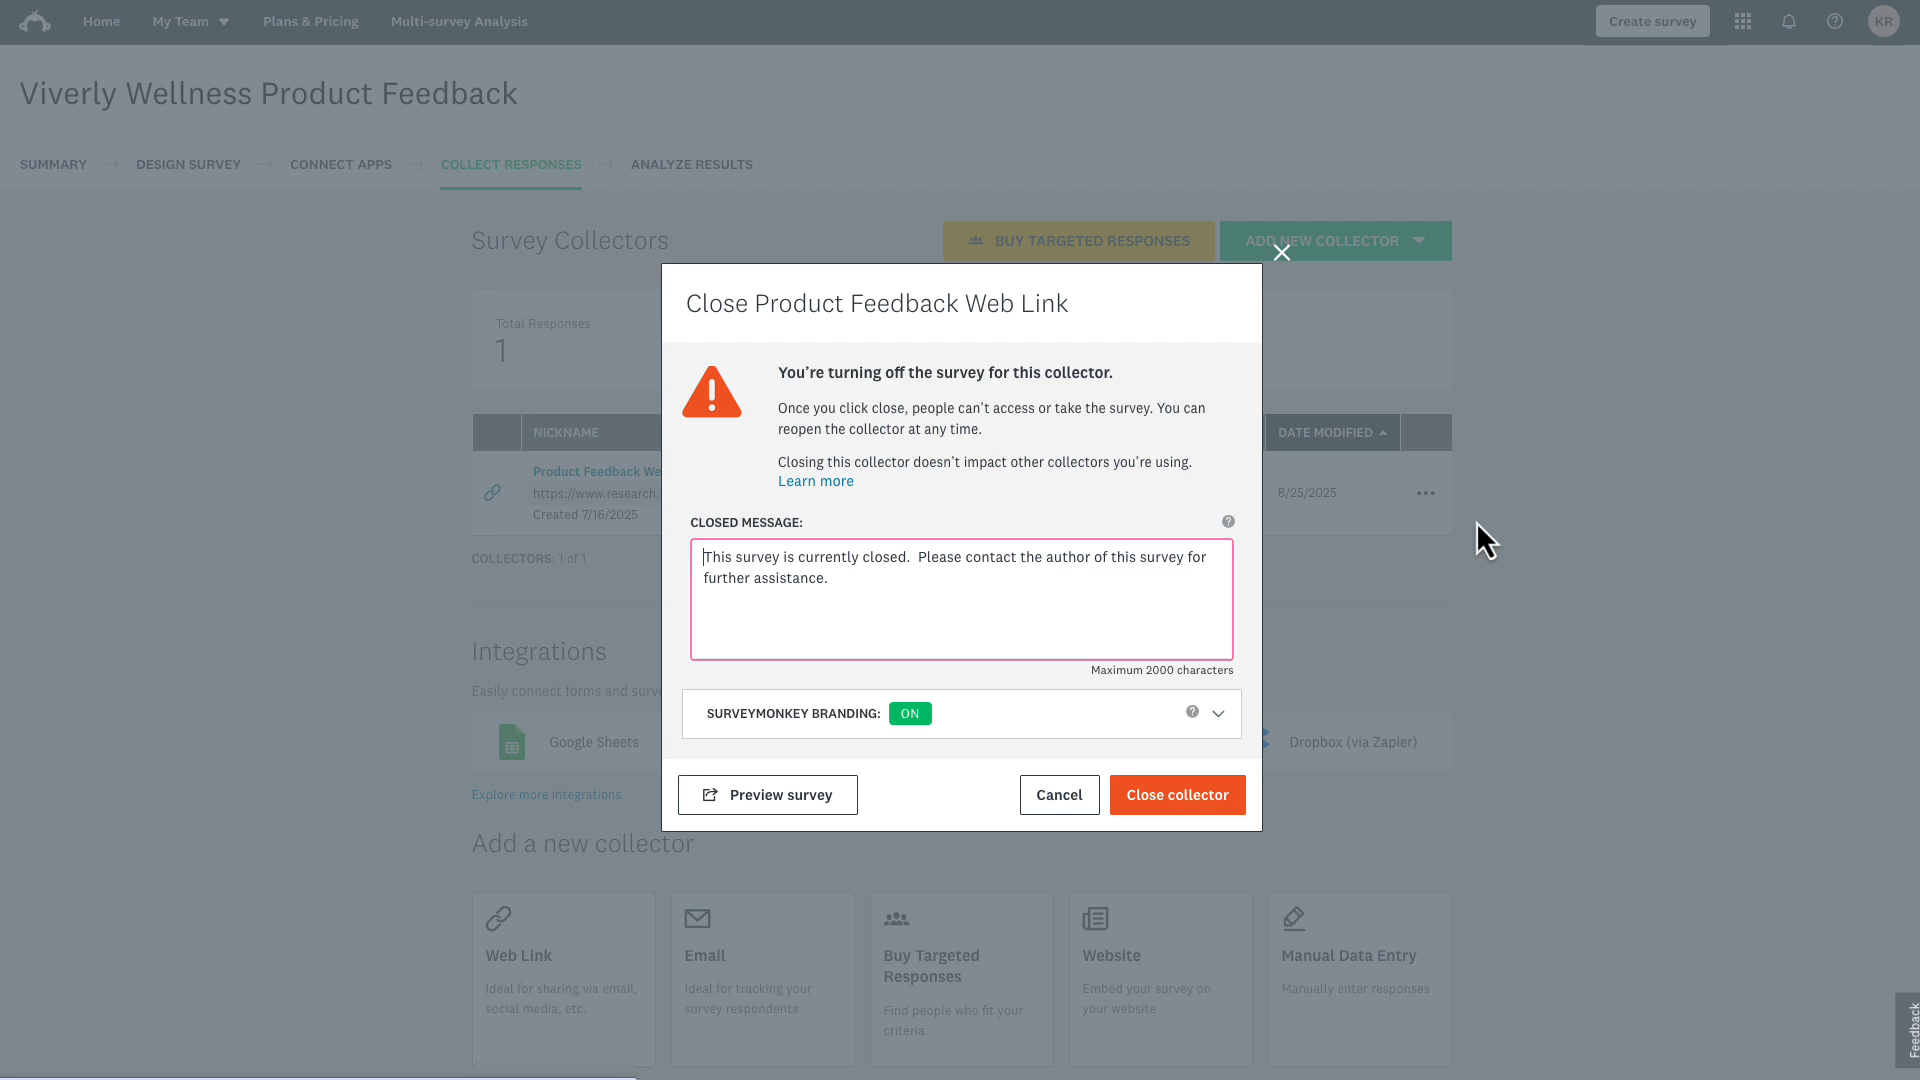 Home
My Team
Plans & Pricing
Multi-survey Analysis
Create survey
KR
Viverly Wellness Product Feedback
SUMMARY
DESIGN SURVEY
CONNECT APPS
COLLECT RESPONSES
ANALYZE RESULTS
Survey Collectors
BUY TARGETED RESPONSES
ADD NEW COLLECTOR
Total Responses
1
NICKNAME
DATE MODIFIED
Product Feedback We
https://www.research.
Created 7/16/2025
8/25/2025
COLLECTORS: 1 of 1
Close Product Feedback Web Link
You're turning off the survey for this collector.
Once you click close, people can't access or take the survey. You can
reopen the collector at any time.
Closing this collector doesn't impact other collectors you're using.
Learn more
CLOSED MESSAGE:
This survey is currently closed.  Please contact the author of this survey for
further assistance.
Maximum 2000 characters
SURVEYMONKEY BRANDING: ON
Preview survey
Cancel
Close collector
Integrations
Easily connect forms and surve
Google Sheets
Dropbox (via Zapier)
Explore more integrations
Add a new collector
Web Link
Ideal for sharing via email,
social media, etc.
Email
Ideal for tracking your
survey respondents
Buy Targeted
Responses
Find people who fit your
criteria
Website
Embed your survey on
your website
Manual Data Entry
Manually enter responses
Feedback